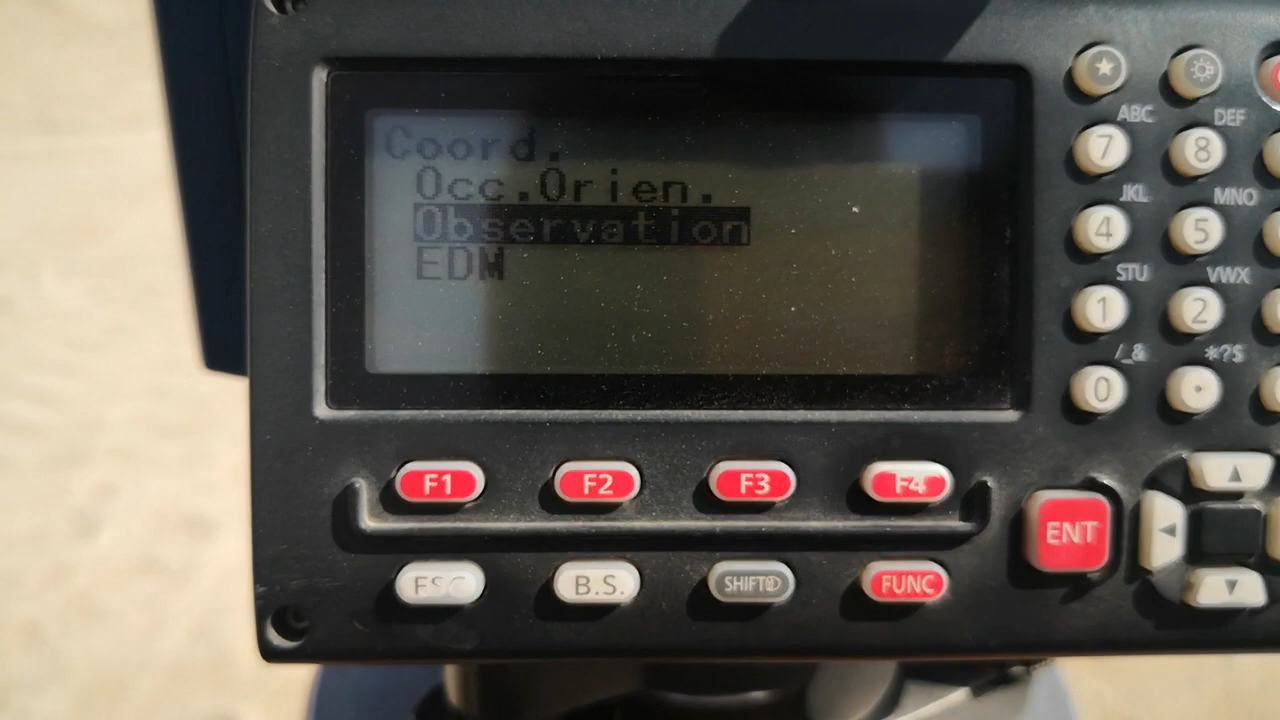 Coord.
Occ.Orien.
Observation
EDM
ABC DEF
7 8
JKL MNO
4 5
STU VWX
1 2
/_& *?$
0 .
F1 F2 F3 F4
ENT
ESC B.S. SHIFT FUNC